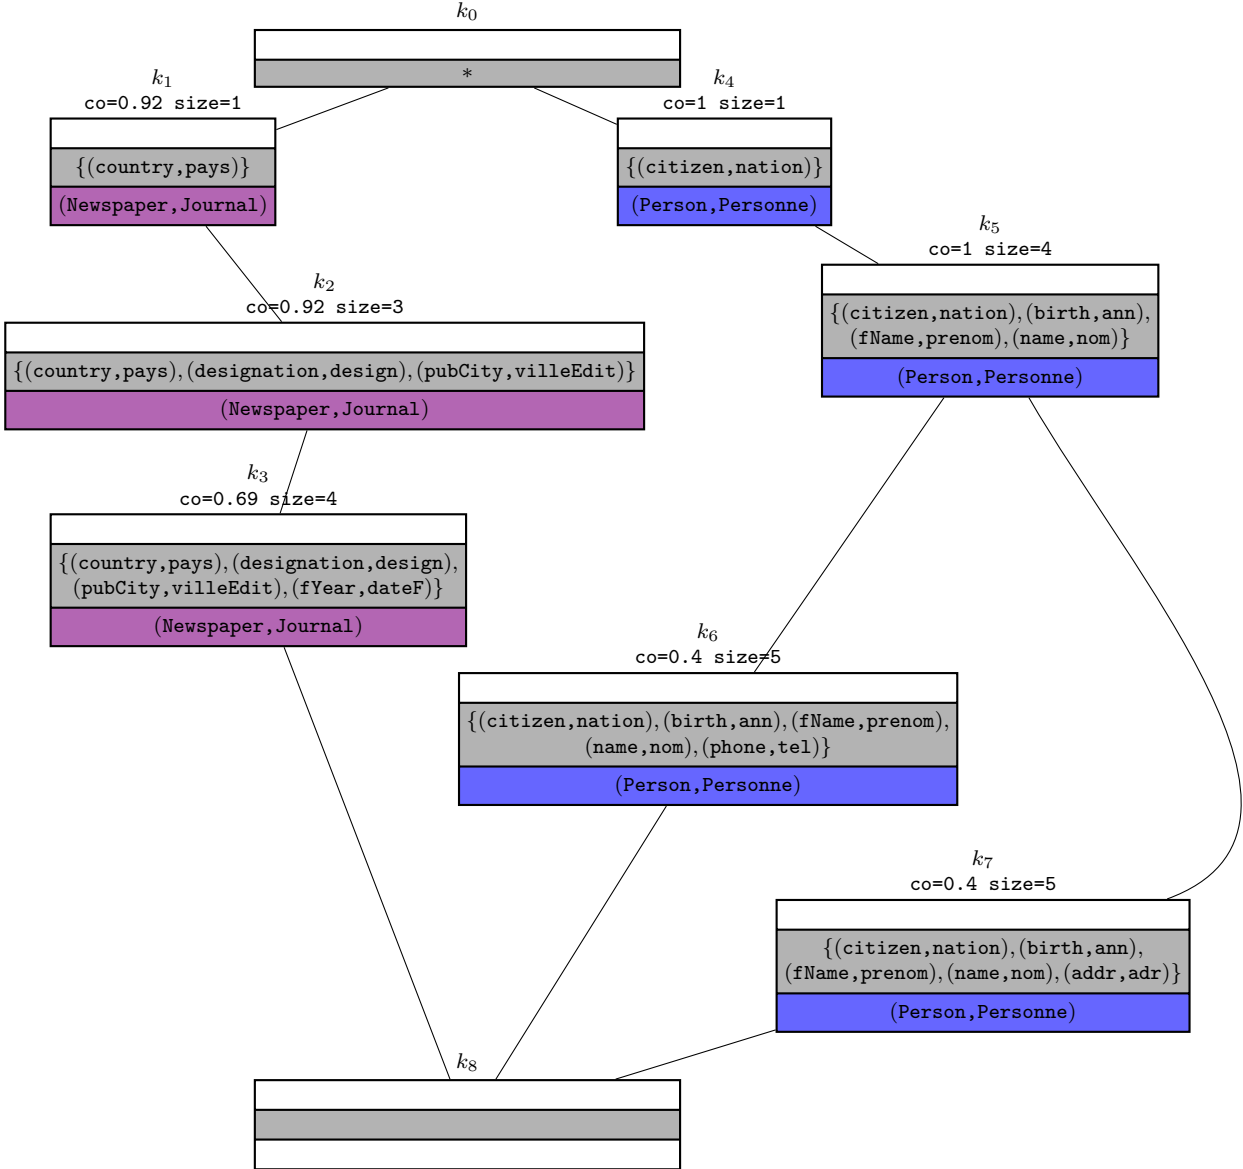 k₀
*
k₁
co=0.92 size=1
{(country,pays)}
(Newspaper,Journal)
k₄
co=1 size=1
{(citizen,nation)}
(Person,Personne)
k₅
co=1 size=4
{(citizen,nation),(birth,ann),
(fName,prenom),(name,nom)}
(Person,Personne)
k₂
co=0.92 size=3
{(country,pays),(designation,design),(pubCity,villeEdit)}
(Newspaper,Journal)
k₃
co=0.69 size=4
{(country,pays),(designation,design),
(pubCity,villeEdit),(fYear,dateF)}
(Newspaper,Journal)
k₆
co=0.4 size=5
{(citizen,nation),(birth,ann),(fName,prenom),
(name,nom),(phone,tel)}
(Person,Personne)
k₇
co=0.4 size=5
{(citizen,nation),(birth,ann),
(fName,prenom),(name,nom),(addr,adr)}
(Person,Personne)
k₈